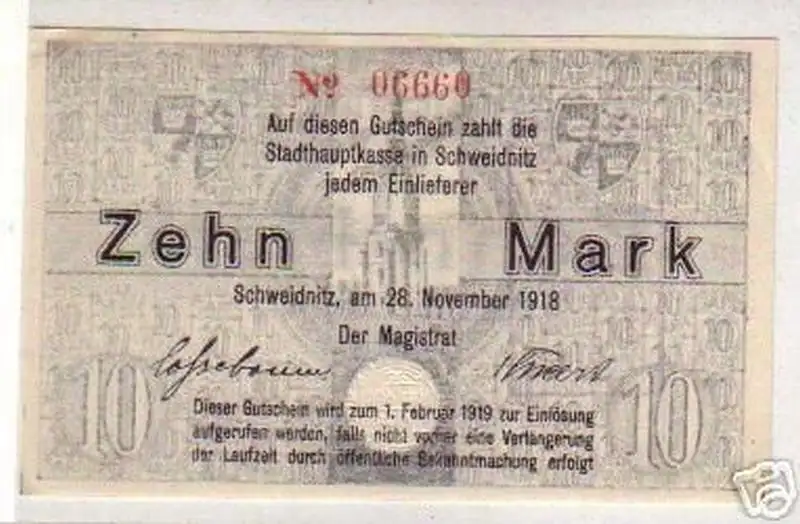 No 06660
Auf diesen Gutschein zahlt die
Stadthauptkasse in Schweidnitz
jedem Einlieferer
Zehn Mark
Schweidnitz, am 28. November 1918
Der Magistrat
10
10
Dieser Gutschein wird zum 1. Februar 1919 zur Einlösung
aufgerufen werden, falls nicht vorher eine Verlängerung
der Laufzeit durch öffentliche Bekanntmachung erfolgt